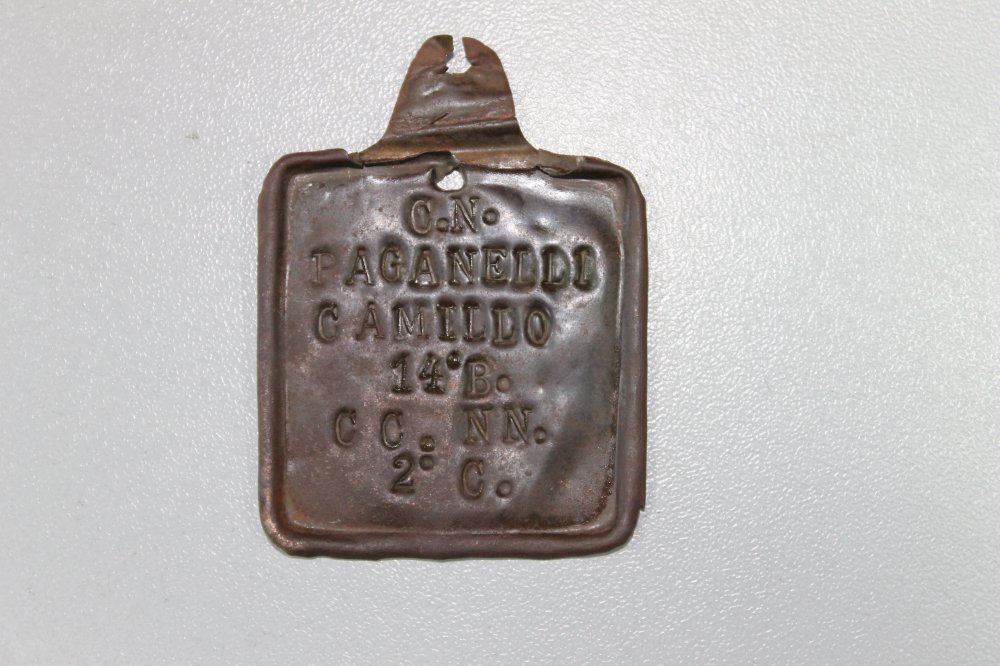 C.N.
PAGANELLI
CAMILLO
14° B.
CC. NN.
2° C.